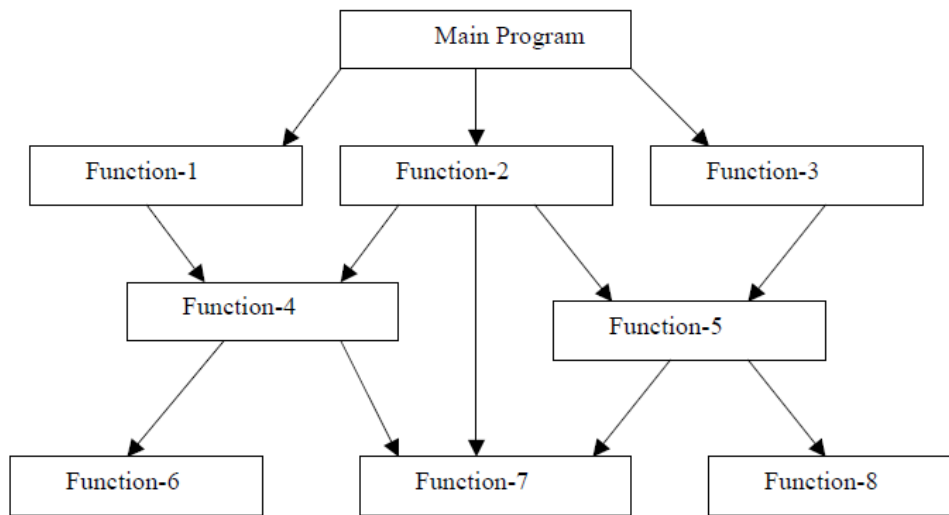 Main Program
Function-1
Function-2
Function-3
Function-4
Function-5
Function-6
Function-7
Function-8